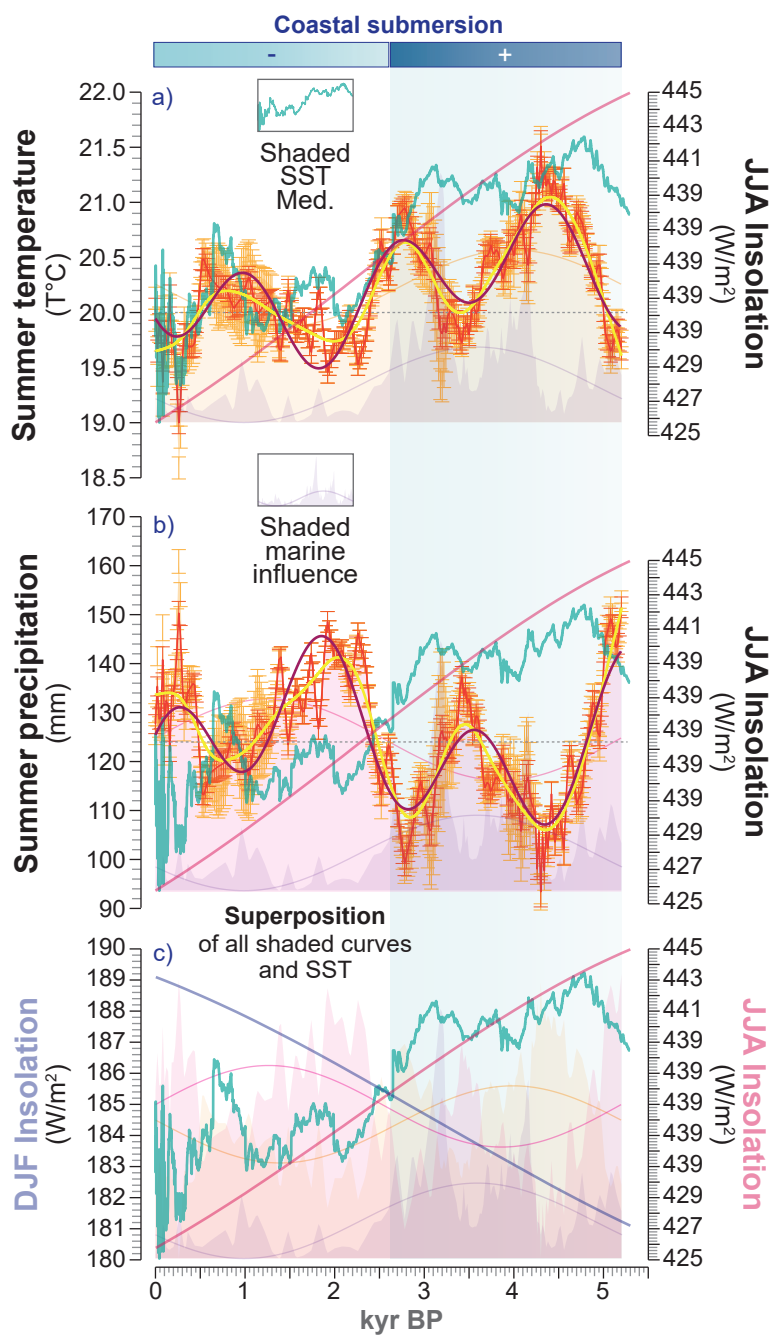 Coastal submersion
- +
a)
22.0
21.5
21.0
20.5
20.0
19.5
19.0
18.5
Summer temperature
(T°C)
Shaded
SST
Med.
445
443
441
439
439
439
439
439
429
427
425
JJA Insolation
(W/m²)
b)
170
160
150
140
130
120
110
100
90
Summer precipitation
(mm)
Shaded
marine
influence
445
443
441
439
439
439
439
439
429
427
425
JJA Insolation
(W/m²)
Superposition
of all shaded curves
and SST
c)
190
189
188
187
186
185
184
183
182
181
180
DJF Insolation
(W/m²)
445
443
441
439
439
439
439
439
429
427
425
JJA Insolation
(W/m²)
0 1 2 3 4 5
kyr BP